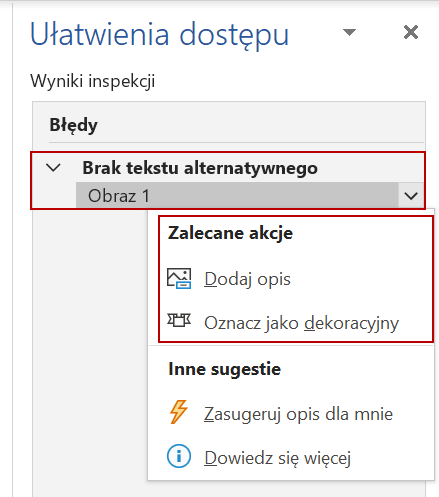 Ułatwienia dostępu
Wyniki inspekcji
Błędy
Brak tekstu alternatywnego
Obraz 1
Zalecane akcje
Dodaj opis
Oznacz jako dekoracyjny
Inne sugestie
Zasugeruj opis dla mnie
Dowiedz się więcej